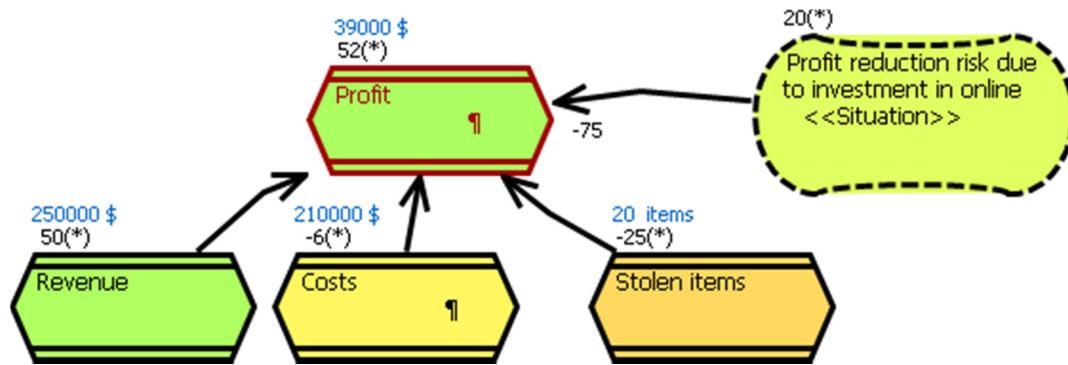 39000 $
52(*)
Profit
¶
20(*)
Profit reduction risk due
to investment in online
<<Situation>>
-75
250000 $
50(*)
Revenue
210000 $
-6(*)
Costs
¶
20 items
-25(*)
Stolen items